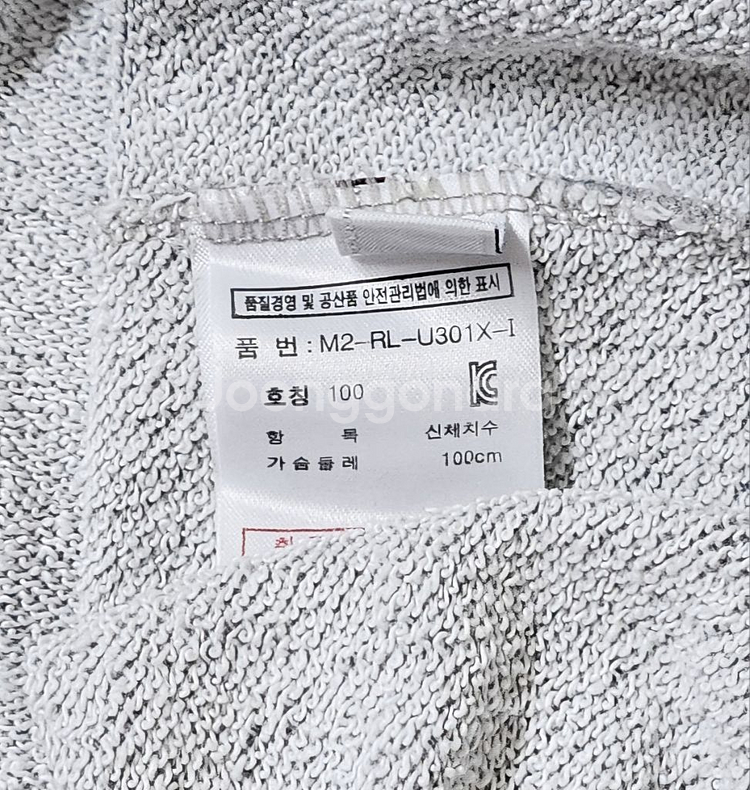 품질경영 및 공산품 안전관리법에 의한 표시
품 번 : M2-RL-U301X-I
호칭 100
항 목 신체치수
가슴둘레 100cm
Joonggonara